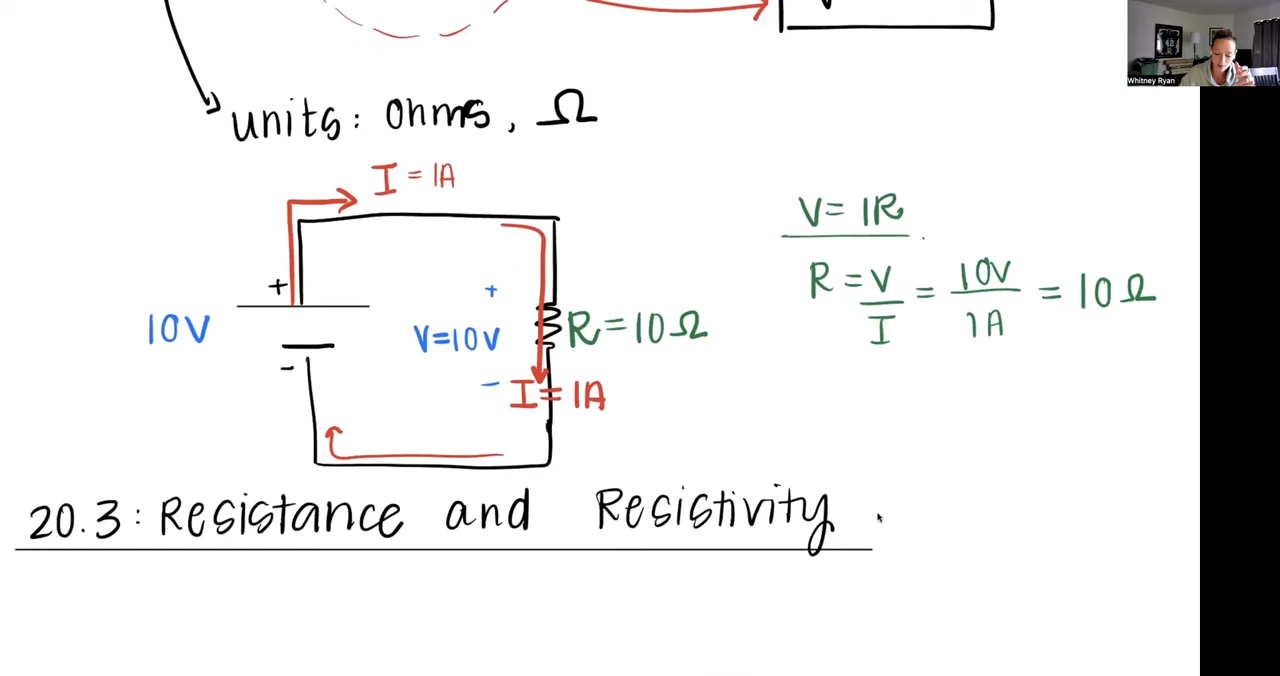 Whitney Ryan
units: Ohms, Ω
I = 1A
V = IR
R = V/I = 10V/1A = 10Ω
+
+
10V
V=10V
R=10Ω
-
-
I = 1A
20.3: Resistance and Resistivity